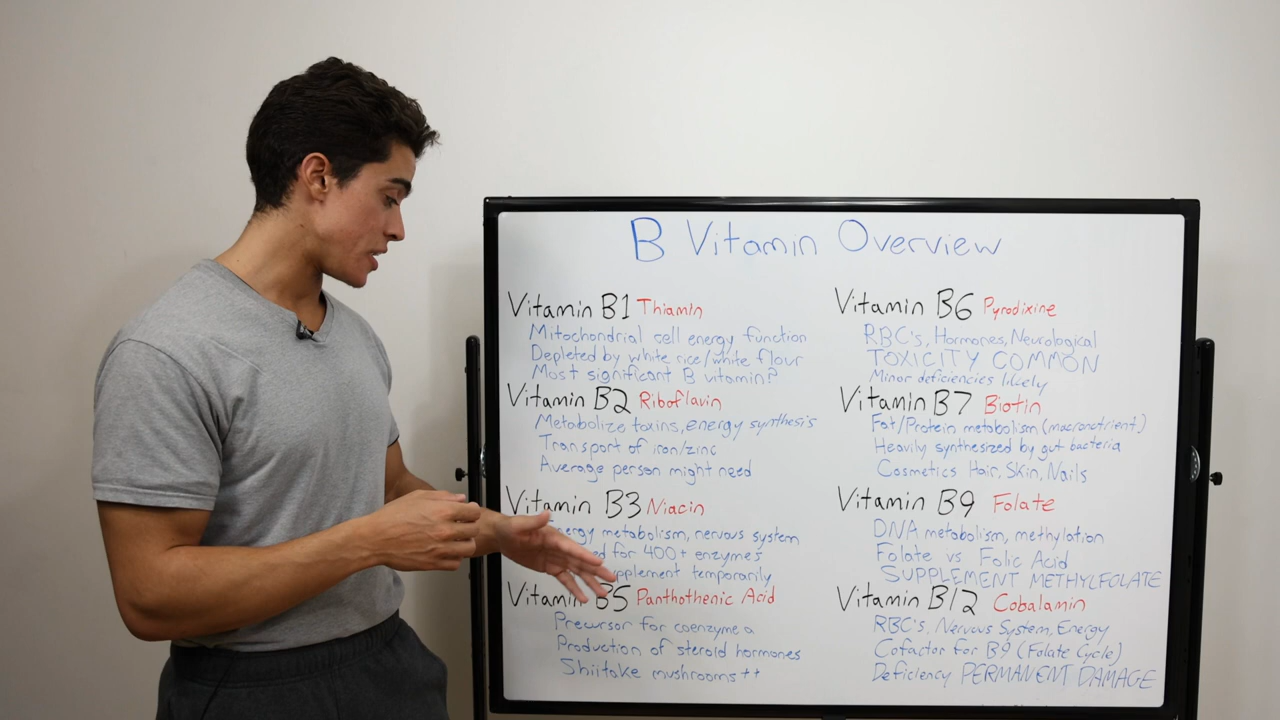 B Vitamin Overview
Vitamin B1 Thiamin
Mitochondrial cell energy function
Depleted by white rice/white flour
Most significant B vitamin?
Vitamin B2 Riboflavin
Metabolize toxins, energy synthesis
Transport of iron/zinc
Average person might need
Vitamin B3 Niacin
metabolism, nervous system
for 400+ enzymes
temporarily
Vitamin B5 Panthothenic Acid
Precursor for coenzyme a
Production of steroid hormones
Shiitake mushrooms ++
Vitamin B6 Pyrodixine
RBC's, Hormones, Neurological
TOXICITY COMMON
Minor deficiencies likely
Vitamin B7 Biotin
Fat/Protein metabolism (macronutrient)
Heavily synthesized by gut bacteria
Cosmetics Hair, Skin, Nails
Vitamin B9 Folate
DNA metabolism, methylation
Folate vs Folic Acid
SUPPLEMENT METHYLFOLATE
Vitamin B12 Cobalamin
RBC's, Nervous System, Energy
Cofactor for B9 (Folate Cycle)
Deficiency PERMANENT DAMAGE